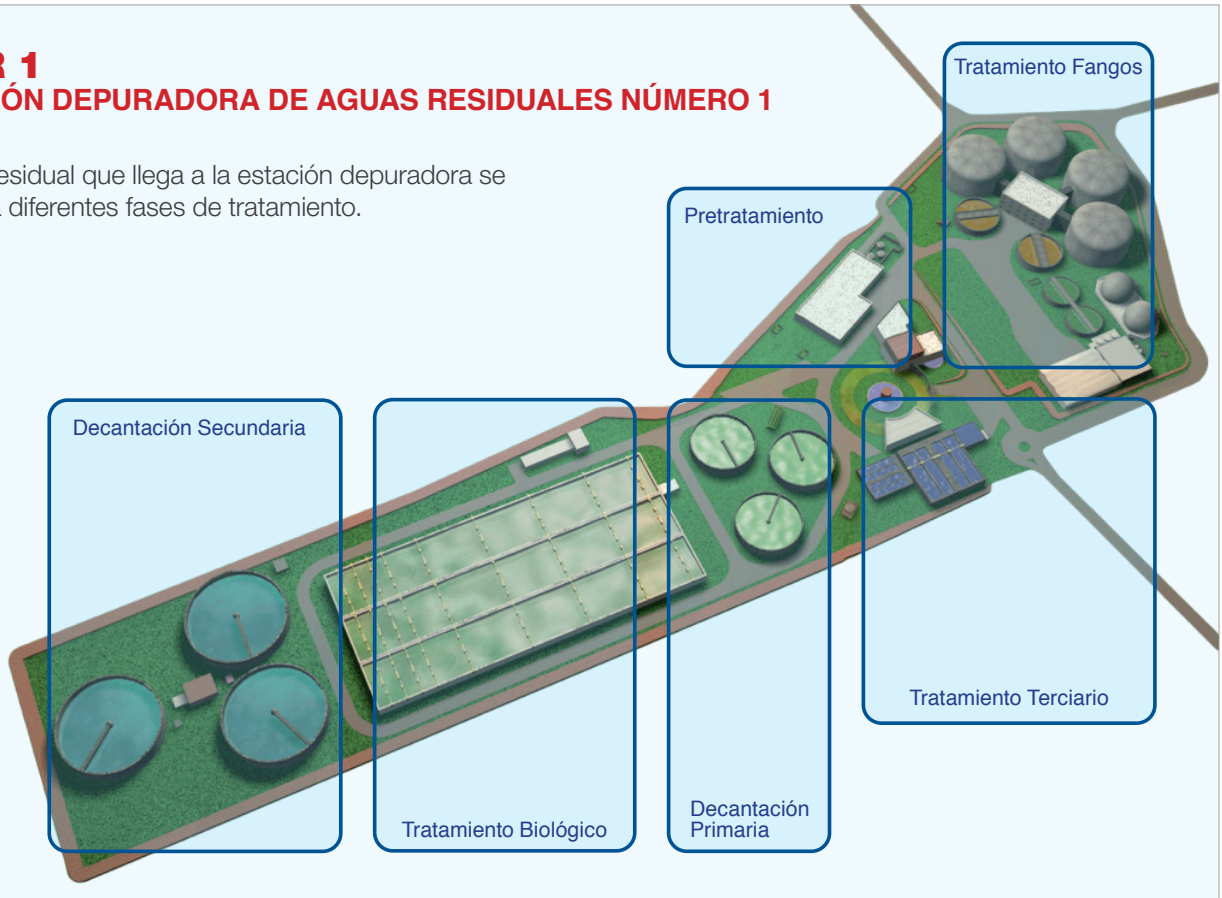 R 1
ÓN DEPURADORA DE AGUAS RESIDUALES NÚMERO 1
esidual que llega a la estación depuradora se
a diferentes fases de tratamiento.
Tratamiento Fangos
Pretratamiento
Decantación Secundaria
Tratamiento Terciario
Decantación
Primaria
Tratamiento Biológico